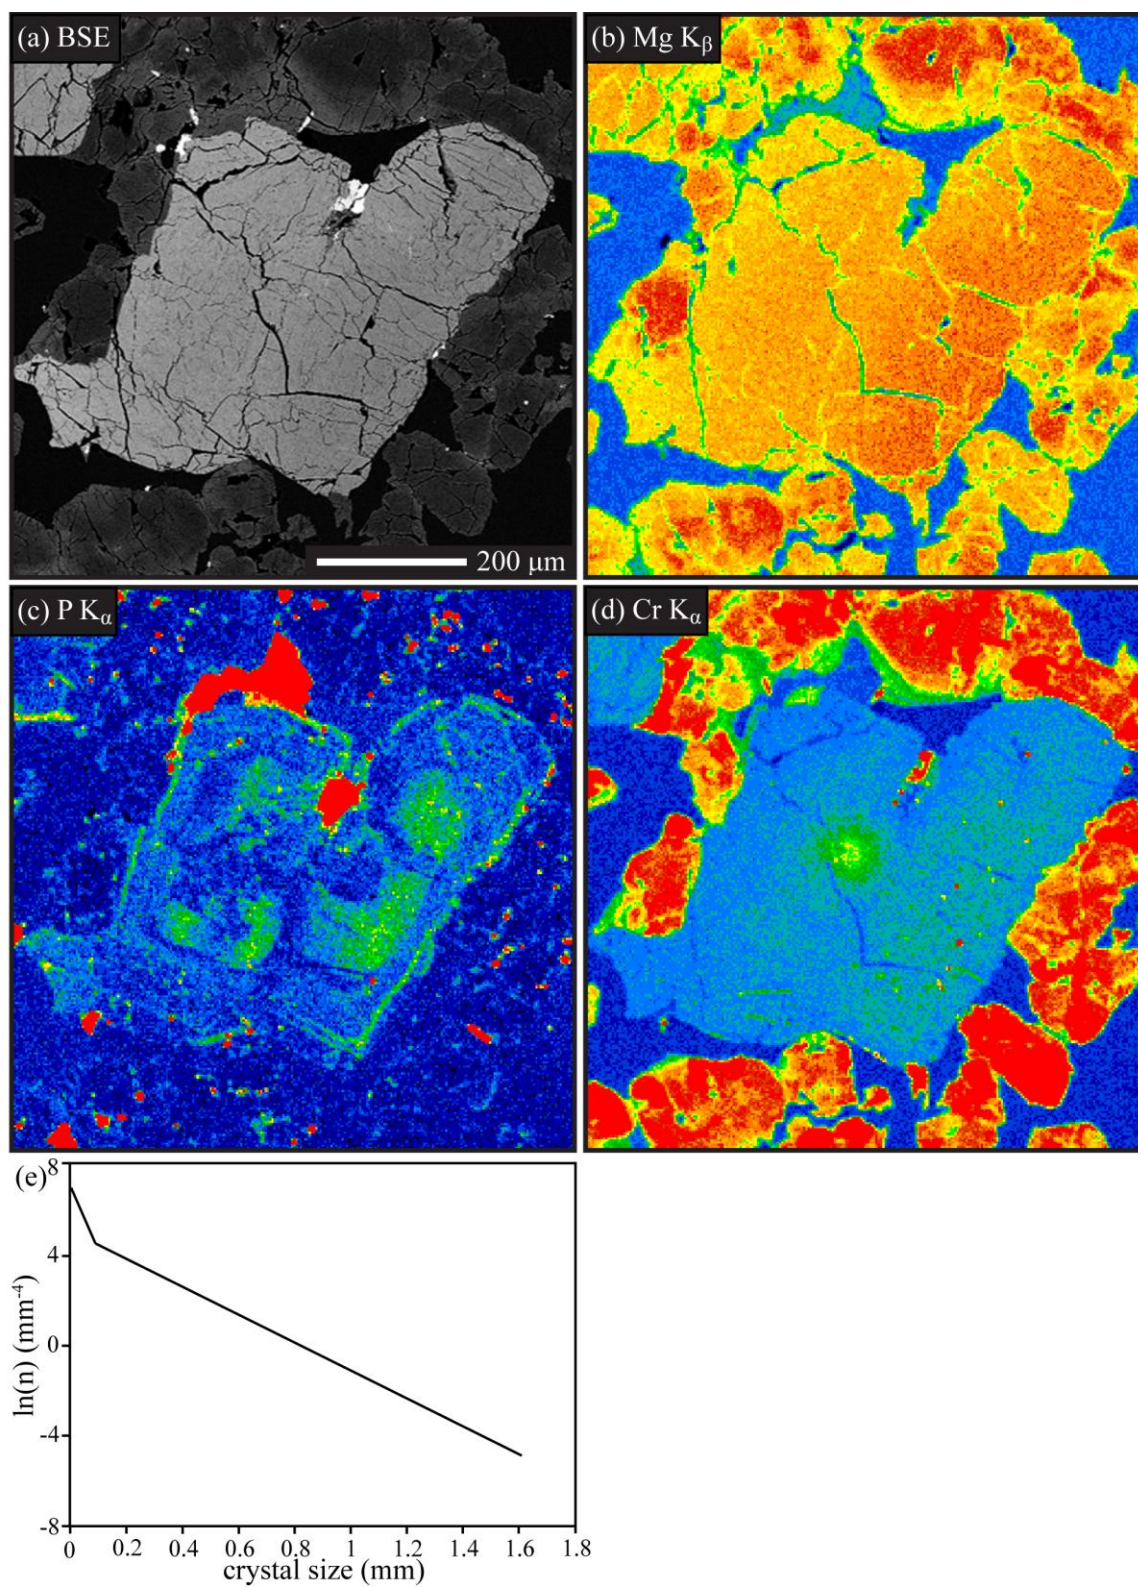 (a) BSE
(b) Mg Kβ
200 μm
(c) P Kα
(d) Cr Kα
(e)
8
4
0
-4
-8
ln(n) (mm-4)
0 0.2 0.4 0.6 0.8 1 1.2 1.4 1.6 1.8
crystal size (mm)